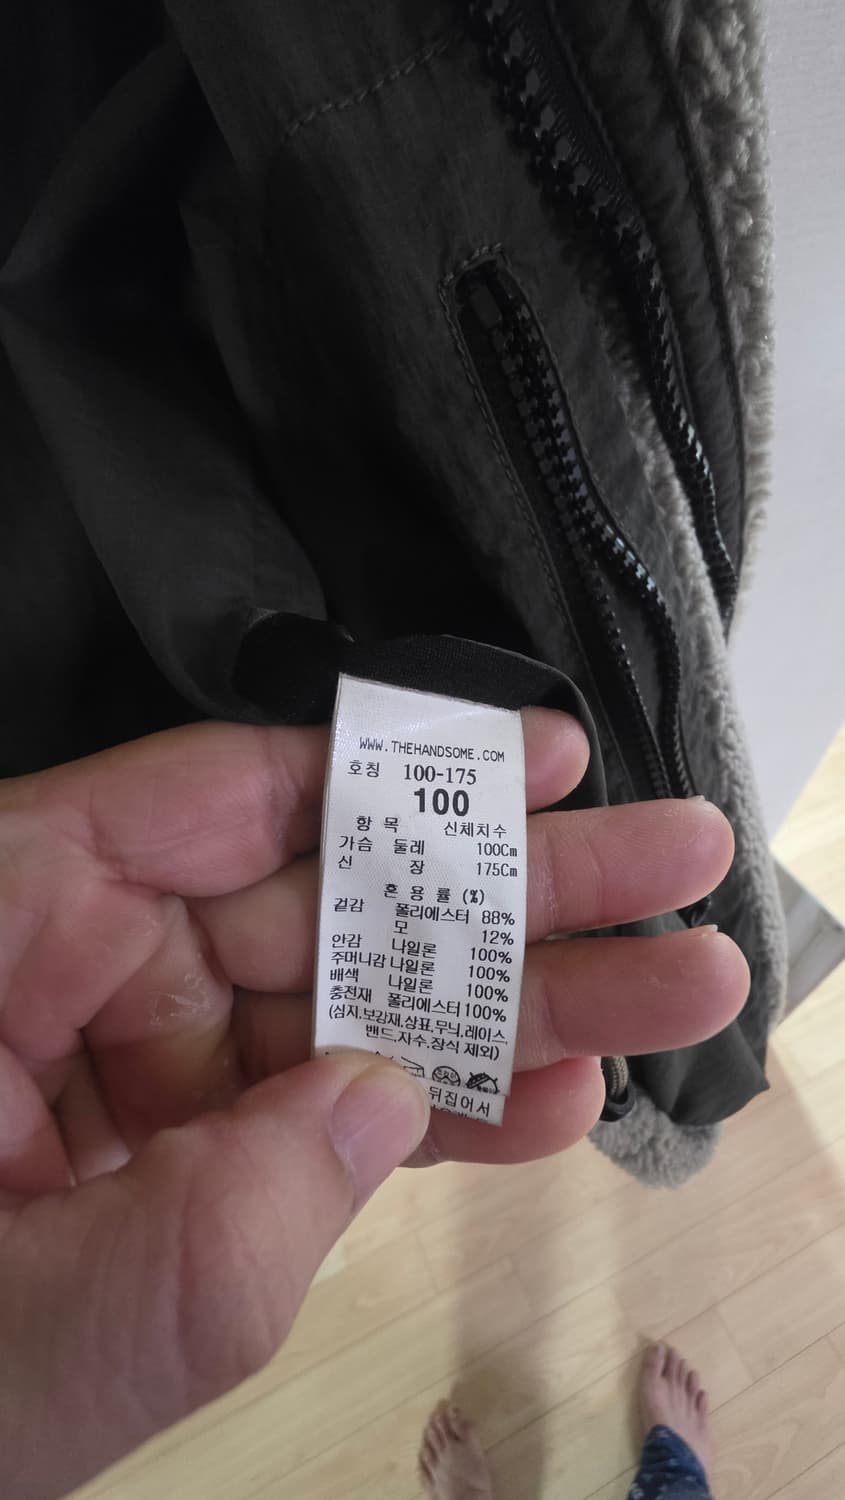 WWW.THEHANDSOME.COM
호칭 100-175
100
항 목 신체치수
가슴 둘레 100Cm
신 장 175Cm
혼 용 률 (%)
겉감 폴리에스터 88%
모 12%
안감 나일론 100%
주머니감 나일론 100%
배색 나일론 100%
충전재 폴리에스터 100%
(심지.보강재.상표.무늬.레이스,
밴드.자수.장식 제외)
뒤집어서